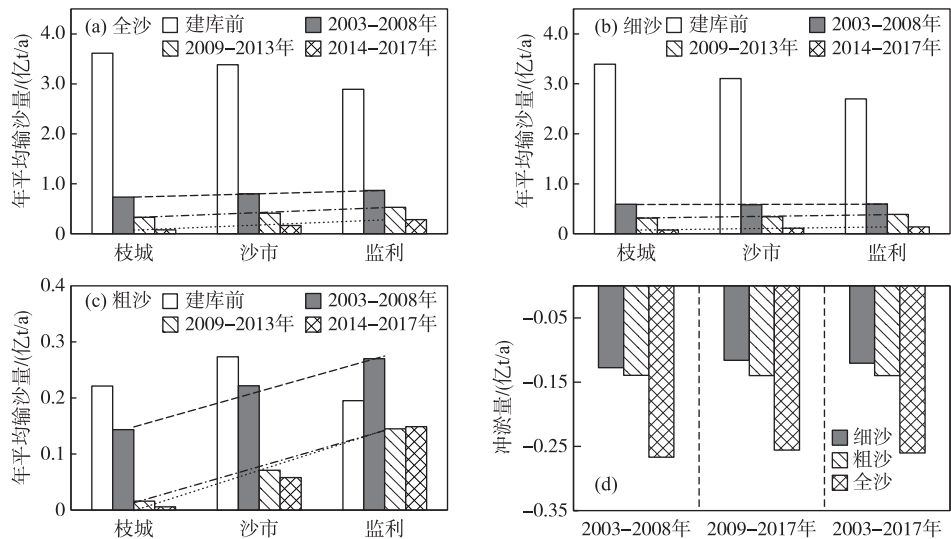 (a) 全沙
建库前
2003-2008年
2009-2013年
2014-2017年
年平均输沙量/(亿t/a)
4.0
3.0
2.0
1.0
0
枝城
沙市
监利
(b) 细沙
建库前
2003-2008年
2009-2013年
2014-2017年
年平均输沙量/(亿t/a)
4.0
3.0
2.0
1.0
0
枝城
沙市
监利
(c) 粗沙
建库前
2003-2008年
2009-2013年
2014-2017年
年平均输沙量/(亿t/a)
0.4
0.3
0.2
0.1
0
枝城
沙市
监利
冲淤量/(亿t/a)
-0.05
-0.15
-0.25
-0.35
细沙
粗沙
全沙
(d)
2003-2008年
2009-2017年
2003-2017年